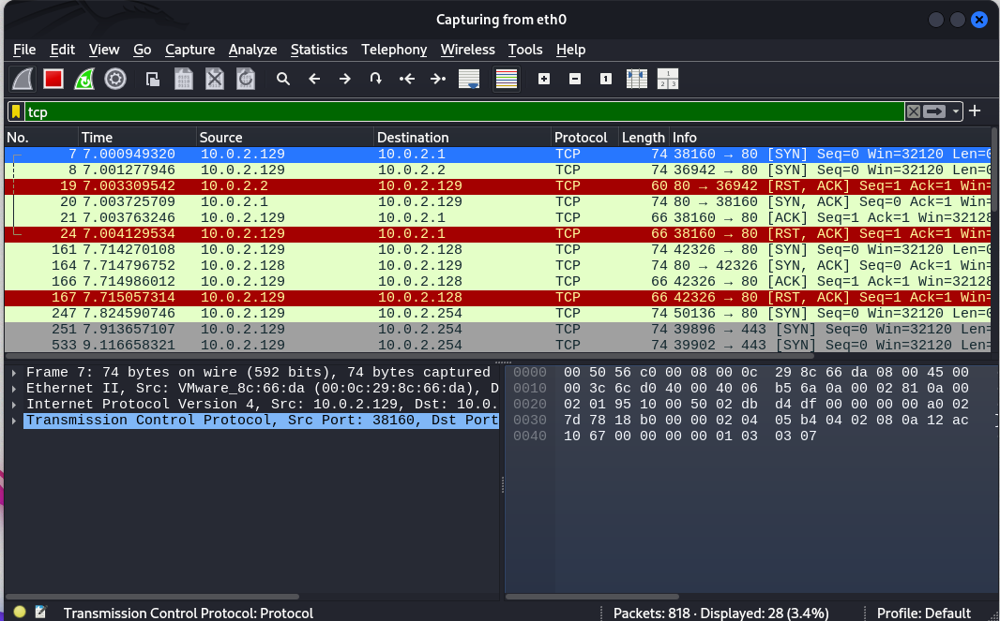 Capturing from eth0
File Edit View Go Capture Analyze Statistics Telephony Wireless Tools Help
tcp
No. Time Source Destination Protocol Length Info
7 7.000949320 10.0.2.129 10.0.2.1 TCP 74 38160 → 80 [SYN] Seq=0 Win=32120 Len=0
8 7.001277946 10.0.2.129 10.0.2.2 TCP 74 36942 → 80 [SYN] Seq=0 Win=32120 Len=0
19 7.003309542 10.0.2.2 10.0.2.129 TCP 60 80 → 36942 [RST, ACK] Seq=1 Ack=1 Win=
20 7.003725709 10.0.2.1 10.0.2.129 TCP 74 80 → 38160 [SYN, ACK] Seq=0 Ack=1 Win=
21 7.003763246 10.0.2.129 10.0.2.1 TCP 66 38160 → 80 [ACK] Seq=1 Ack=1 Win=32128
24 7.004129534 10.0.2.129 10.0.2.1 TCP 66 38160 → 80 [RST, ACK] Seq=1 Ack=1 Win=
161 7.714270108 10.0.2.129 10.0.2.128 TCP 74 42326 → 80 [SYN] Seq=0 Win=32120 Len=0
164 7.714796752 10.0.2.128 10.0.2.129 TCP 74 80 → 42326 [SYN, ACK] Seq=0 Ack=1 Win=
166 7.714986012 10.0.2.129 10.0.2.128 TCP 66 42326 → 80 [ACK] Seq=1 Ack=1 Win=32128
167 7.715057314 10.0.2.129 10.0.2.128 TCP 66 42326 → 80 [RST, ACK] Seq=1 Ack=1 Win=
247 7.824590746 10.0.2.129 10.0.2.254 TCP 74 50136 → 80 [SYN] Seq=0 Win=32120 Len=0
251 7.913657107 10.0.2.129 10.0.2.254 TCP 74 39896 → 443 [SYN] Seq=0 Win=32120 Len=
533 9.116658321 10.0.2.129 10.0.2.254 TCP 74 39902 → 443 [SYN] Seq=0 Win=32120 Len=
Frame 7: 74 bytes on wire (592 bits), 74 bytes captured
Ethernet II, Src: VMware_8c:66:da (00:0c:29:8c:66:da), D
Internet Protocol Version 4, Src: 10.0.2.129, Dst: 10.0.
Transmission Control Protocol, Src Port: 38160, Dst Port
0000 00 50 56 c0 00 08 00 0c 29 8c 66 da 08 00 45 00
0010 00 3c 6c d0 40 00 40 06 b5 6a 0a 00 02 81 0a 00
0020 02 01 95 10 00 50 02 db d4 df 00 00 00 00 a0 02
0030 7d 78 18 b0 00 00 02 04 05 b4 04 02 08 0a 12 ac
0040 10 67 00 00 00 00 01 03 03 07
Transmission Control Protocol: Protocol
Packets: 818 · Displayed: 28 (3.4%)
Profile: Default